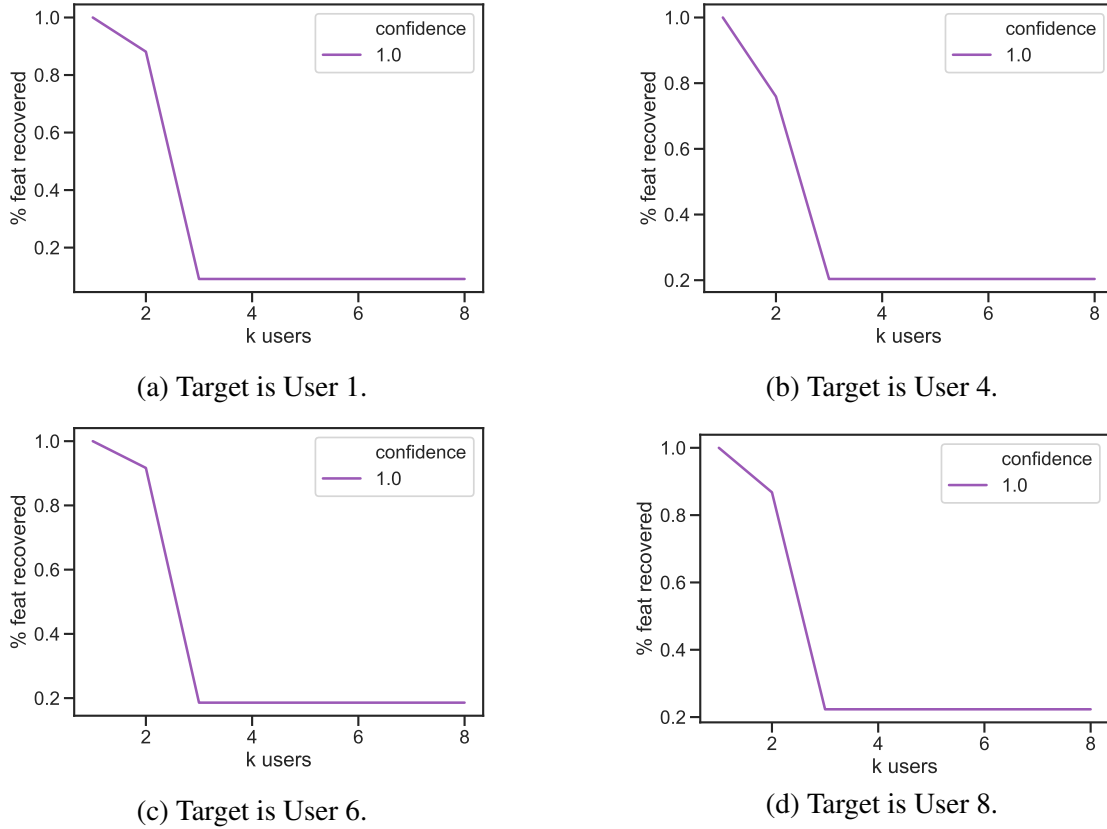 1.0
0.8
0.6
0.4
0.2
% feat recovered
confidence
1.0
2 4 6 8
k users
(a) Target is User 1.
1.0
0.8
0.6
0.4
0.2
% feat recovered
confidence
1.0
2 4 6 8
k users
(b) Target is User 4.
1.0
0.8
0.6
0.4
0.2
% feat recovered
confidence
1.0
2 4 6 8
k users
(c) Target is User 6.
1.0
0.8
0.6
0.4
0.2
% feat recovered
confidence
1.0
2 4 6 8
k users
(d) Target is User 8.